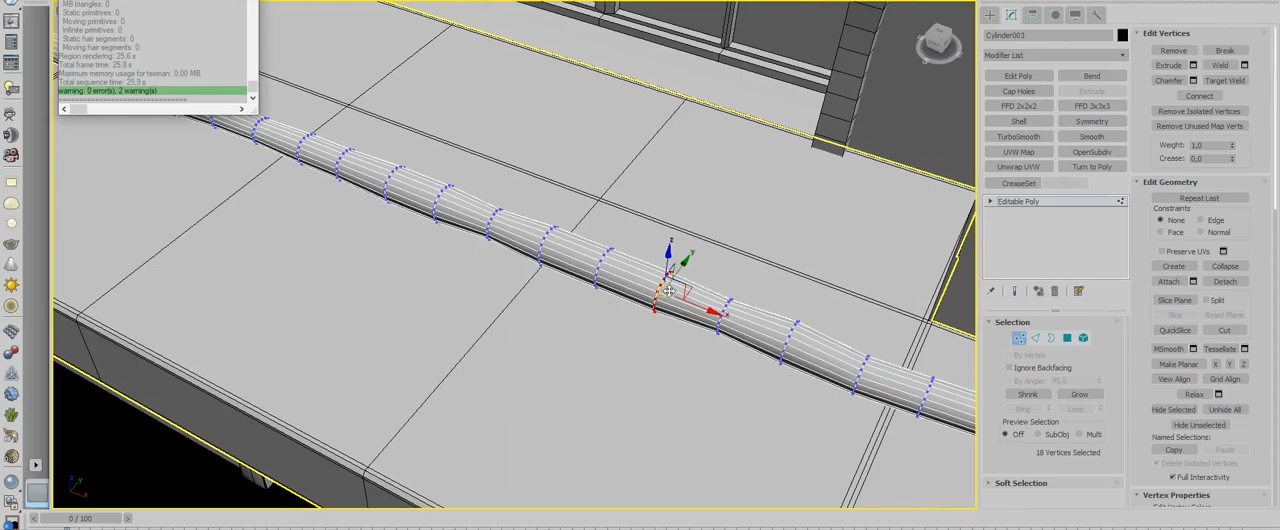 MB triangles: 0
Static primitives: 0
Moving primitives: 0
Infinite primitives: 0
Static hair segments: 0
Moving hair segments: 0
Region rendering: 25,6 s
Total frame time: 25,8 s
Maximum memory usage for texman: 0,00 MB
Total sequence time: 25,9 s
warning: 0 error(s), 2 warning(s)
==============================
z
y
x
z
x
0 / 100
Cylinder003
Modifier List
Edit Poly
Bend
Cap Holes
Extrude
FFD 2x2x2
FFD 3x3x3
Shell
Symmetry
TurboSmooth
Smooth
UVW Map
OpenSubdiv
Unwrap UVW
Turn to Poly
CreaseSet
Editable Poly
Selection
By Vertex
Ignore Backfacing
By Angle: 45,0
Shrink
Grow
Ring
Loop
Preview Selection
Off
SubObj
Multi
18 Vertices Selected
Soft Selection
Edit Vertices
Remove
Break
Extrude
Weld
Chamfer
Target Weld
Connect
Remove Isolated Vertices
Remove Unused Map Verts
Weight: 1,0
Crease: 0,0
Edit Geometry
Repeat Last
Constraints
None
Edge
Face
Normal
Preserve UVs
Create
Collapse
Attach
Detach
Slice Plane
Split
Slice
Reset Plane
QuickSlice
Cut
MSmooth
Tessellate
Make Planar
X
Y
Z
View Align
Grid Align
Relax
Hide Selected
Unhide All
Hide Unselected
Named Selections:
Copy
Paste
Delete Isolated Vertices
Full Interactivity
Vertex Properties